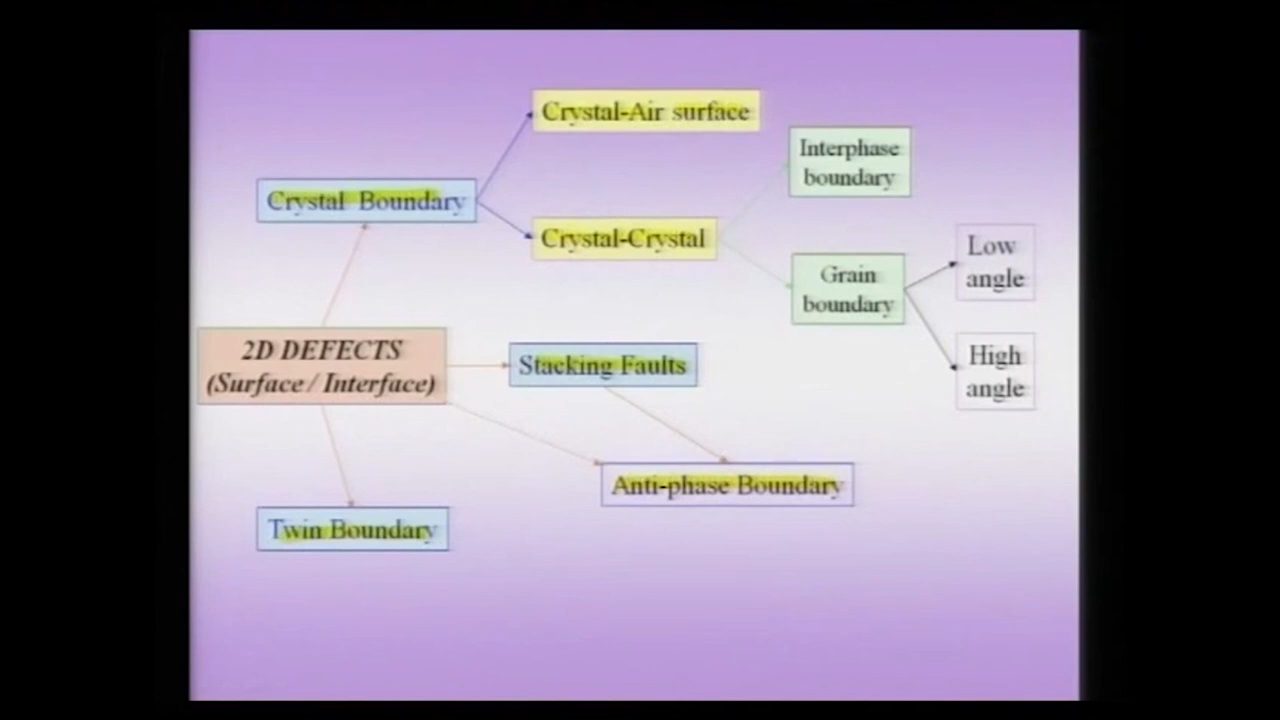 Crystal-Air surface
Interphase
boundary
Crystal Boundary
Crystal-Crystal
Low
angle
Grain
boundary
2D DEFECTS
(Surface / Interface)
Stacking Faults
High
angle
Anti-phase Boundary
Twin Boundary